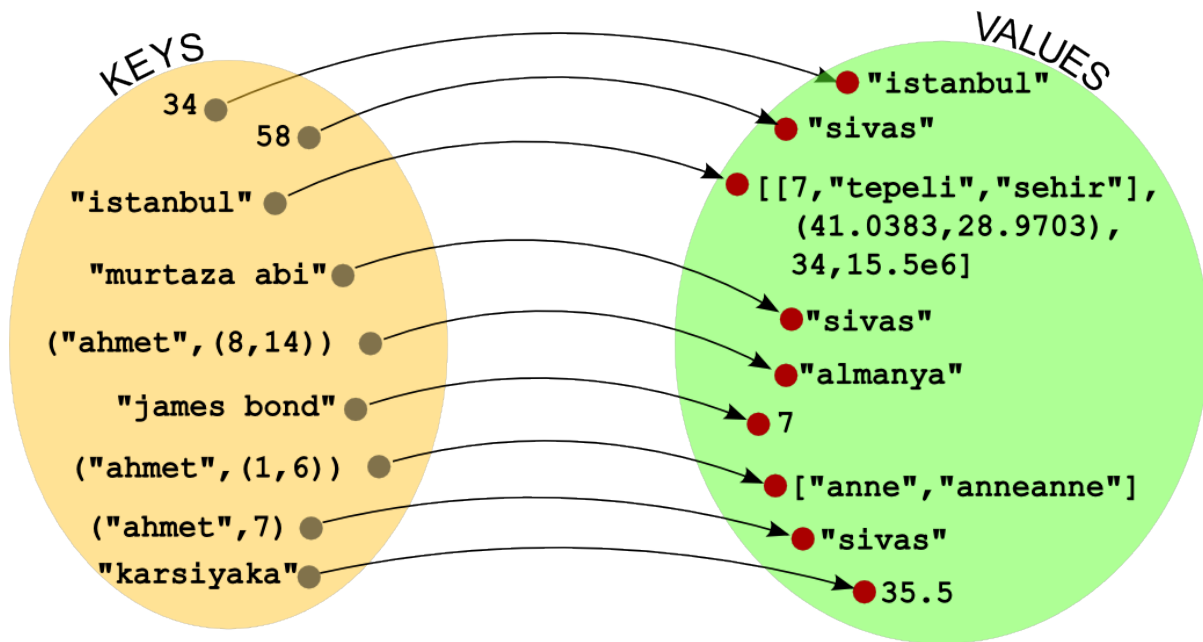 KEYS
34
58
"istanbul"
"murtaza abi"
("ahmet",(8,14))
"james bond"
("ahmet",(1,6))
("ahmet",7)
"karsiyaka"
VALUES
"istanbul"
"sivas"
[[7,"tepeli","sehir"],
(41.0383,28.9703),
34,15.5e6]
"sivas"
"almanya"
7
["anne","anneanne"]
"sivas"
35.5